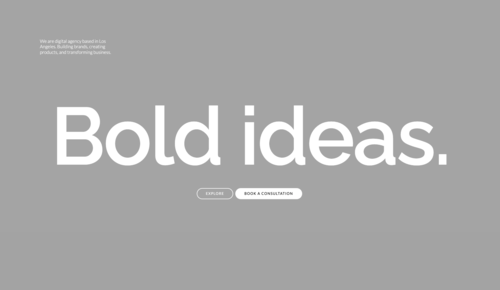 We are digital agency based in Los
Angeles. Building brands, creating
products, and transforming business.
Bold ideas.
EXPLORE
BOOK A CONSULTATION